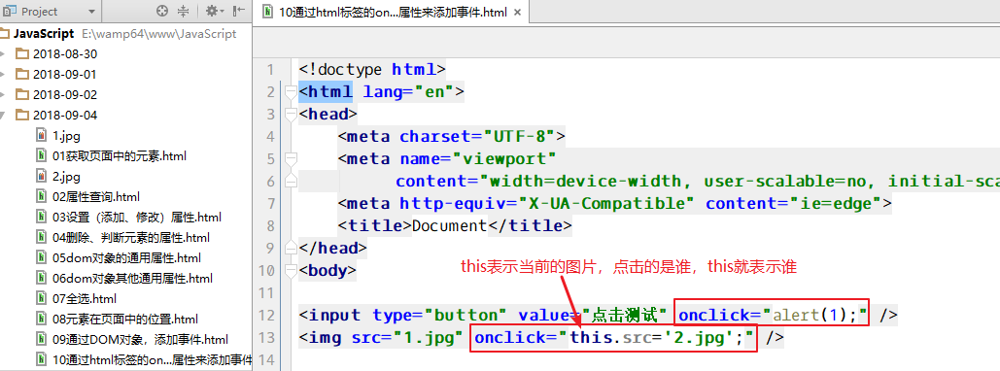 Project
JavaScript E:\wamp64\www\JavaScript
2018-08-30
2018-09-01
2018-09-02
2018-09-04
1.jpg
01获取页面中的元素.html
2.jpg
02属性查询.html
03设置（添加、修改）属性.html
04删除、判断元素的属性.html
05dom对象的通用属性.html
06dom对象其他通用属性.html
07全选.html
08元素在页面中的位置.html
09通过DOM对象，添加事件.html
10通过html标签的on...属性来添加事件
10通过html标签的on...属性来添加事件.html ×
1 <!doctype html>
2 <html lang="en">
3 <head>
4 <meta charset="UTF-8">
5 <meta name="viewport"
6 content="width=device-width, user-scalable=no, initial-sca
7 <meta http-equiv="X-UA-Compatible" content="ie=edge">
8 <title>Document</title>
9 </head>
10 <body>
this表示当前的图片，点击的是谁，this就表示谁
11
12 <input type="button" value="点击测试" onclick="alert(1);" />
13 <img src="1.jpg" onclick="this.src='2.jpg';" />
14